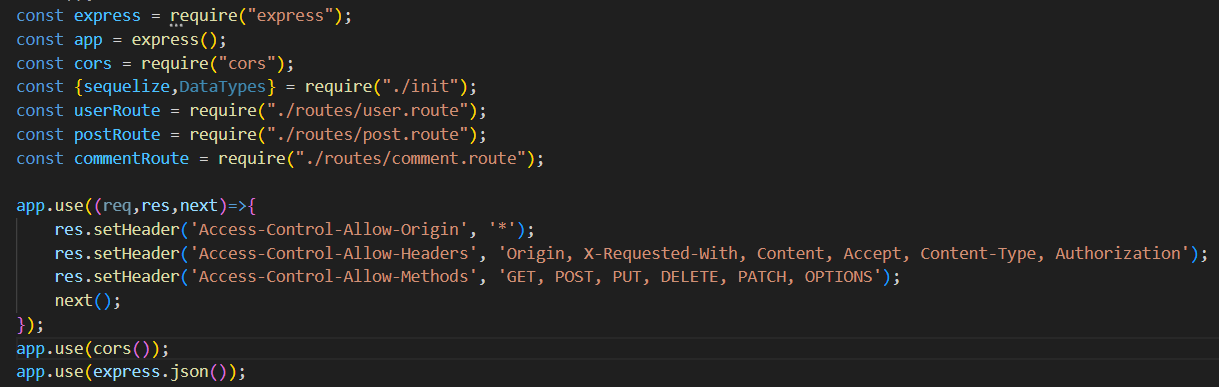 const express = require("express");
const app = express();
const cors = require("cors");
const {sequelize,DataTypes} = require("./init");
const userRoute = require("./routes/user.route");
const postRoute = require("./routes/post.route");
const commentRoute = require("./routes/comment.route");

app.use((req,res,next)=>{
    res.setHeader('Access-Control-Allow-Origin', '*');
    res.setHeader('Access-Control-Allow-Headers', 'Origin, X-Requested-With, Content, Accept, Content-Type, Authorization');
    res.setHeader('Access-Control-Allow-Methods', 'GET, POST, PUT, DELETE, PATCH, OPTIONS');
    next();
});
app.use(cors());
app.use(express.json());